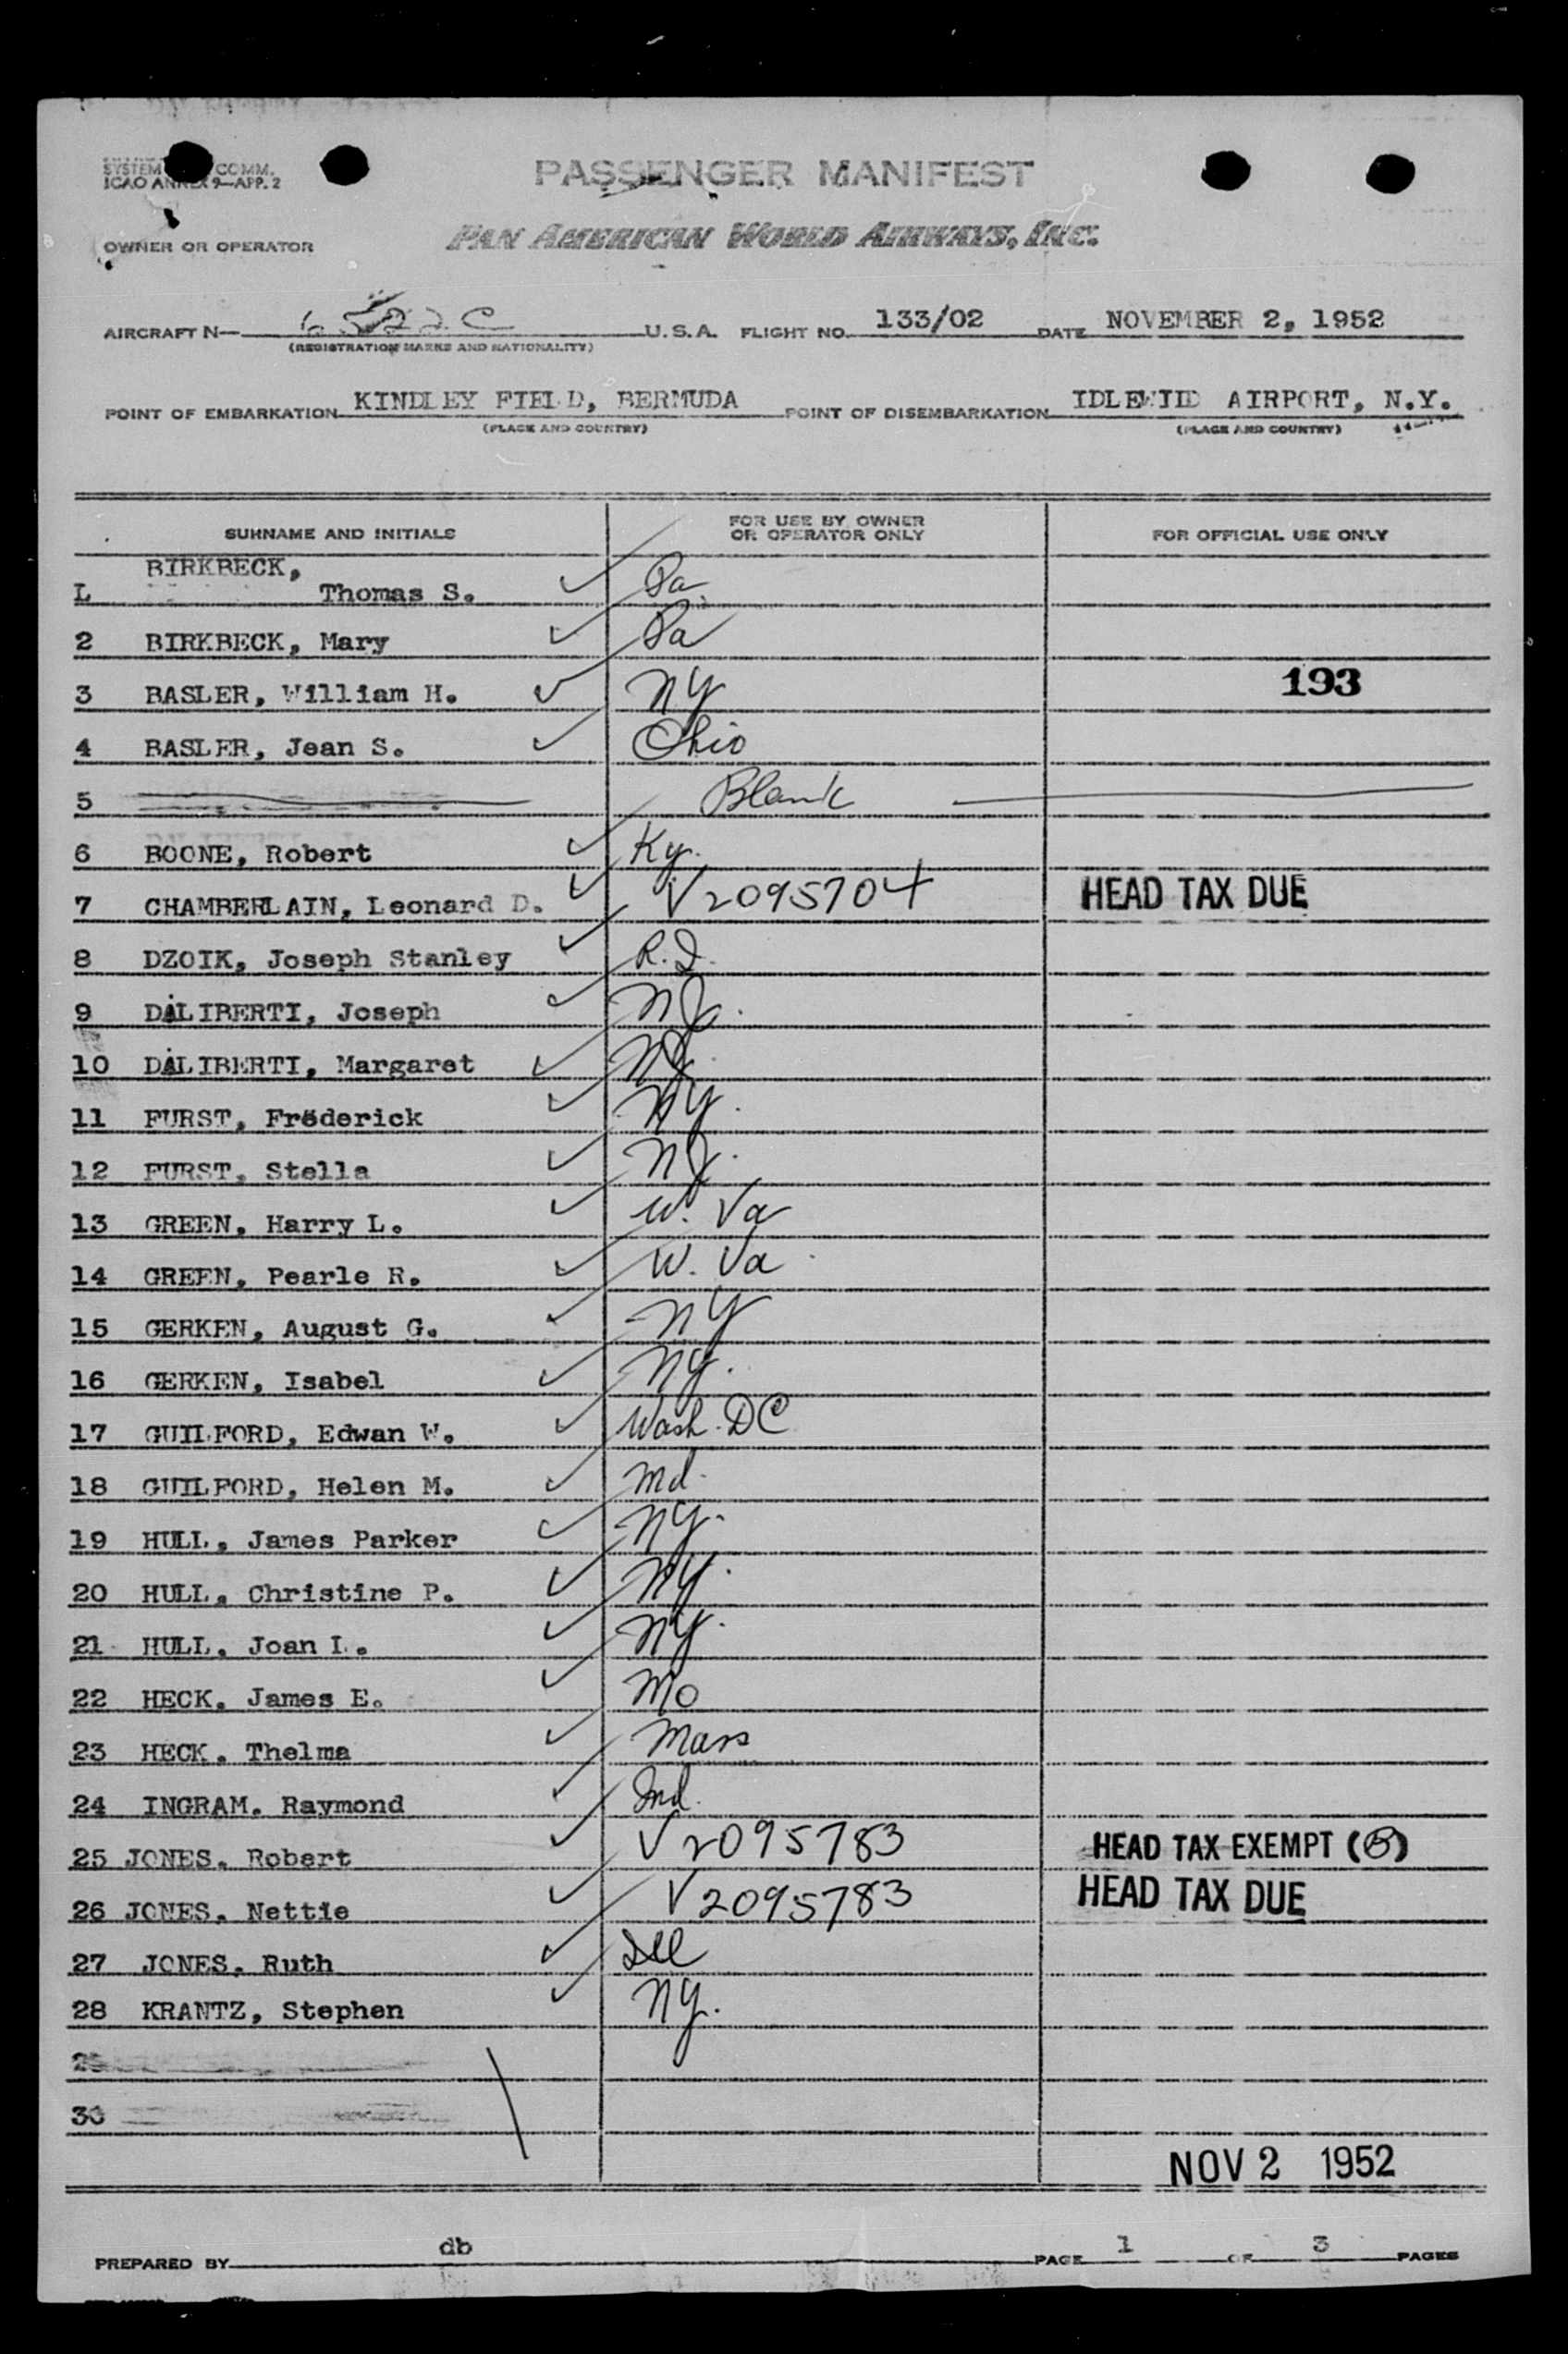 SYSTEM COMM.
ICAO ANNEX 9—APP. 2
PASSENGER MANIFEST
OWNER OR OPERATOR PAN AMERICAN WORLD AIRWAYS, INC.
AIRCRAFT N— 6522C U.S.A. FLIGHT NO. 133/02 DATE NOVEMBER 2, 1952
(REGISTRATION MARKS AND NATIONALITY)
POINT OF EMBARKATION KINDLEY FIELD, BERMUDA POINT OF DISEMBARKATION IDLEWILD AIRPORT, N.Y.
(PLACE AND COUNTRY) (PLACE AND COUNTRY)
SURNAME AND INITIALS FOR USE BY OWNER OR OPERATOR ONLY FOR OFFICIAL USE ONLY
BIRKBECK,
1 Thomas S. Pa.
2 BIRKBECK, Mary Pa
3 BASLER, William H. NY 193
4 BASLER, Jean S. Ohio
5 Blank
6 BOONE, Robert Ky.
7 CHAMBERLAIN, Leonard D. V2095704 HEAD TAX DUE
8 DZOIK, Joseph Stanley R.I.
9 DALIBERTI, Joseph NJ.
10 DALIBERTI, Margaret NJ.
11 FURST, Frederick NY.
12 FURST, Stella NJ.
13 GREEN, Harry L. W. Va
14 GREEN, Pearle R. W. Va
15 GERKEN, August G. NY
16 GERKEN, Isabel NY.
17 GUILFORD, Edwan W. Wash. DC
18 GUILFORD, Helen M. Md.
19 HULL, James Parker NY.
20 HULL, Christine P. NY.
21 HULL, Joan L. NY.
22 HECK, James E. Mo
23 HECK, Thelma Mass
24 INGRAM, Raymond Ind.
25 JONES, Robert V2095783 HEAD TAX EXEMPT (B)
26 JONES, Nettie V2095783 HEAD TAX DUE
27 JONES, Ruth Ill
28 KRANTZ, Stephen NY.
29
30
NOV 2 1952
PREPARED BY db PAGE 1 OF 3 PAGES